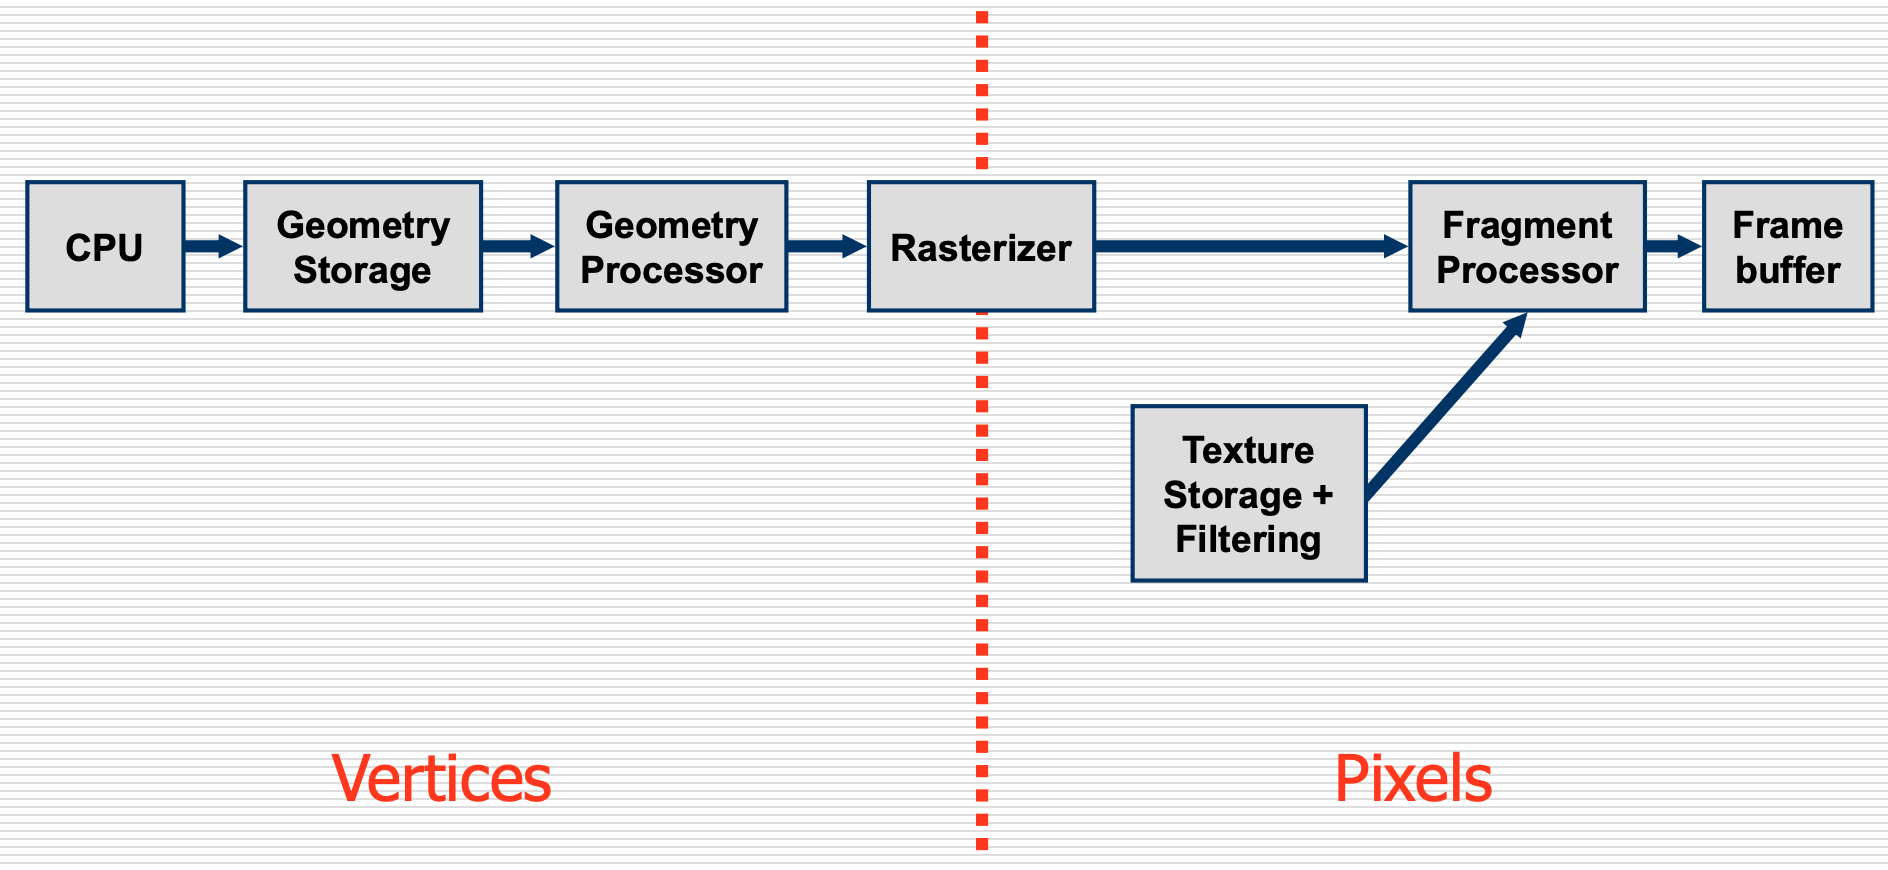 CPU
Geometry
Storage
Geometry
Processor
Rasterizer
Fragment
Processor
Frame
buffer
Texture
Storage +
Filtering
Vertices
Pixels